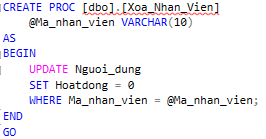 CREATE PROC [dbo].[Xoa_Nhan_Vien]
    @Ma_nhan_vien VARCHAR(10)
AS
BEGIN
    UPDATE Nguoi_dung
    SET Hoatdong = 0
    WHERE Ma_nhan_vien = @Ma_nhan_vien;
END
GO